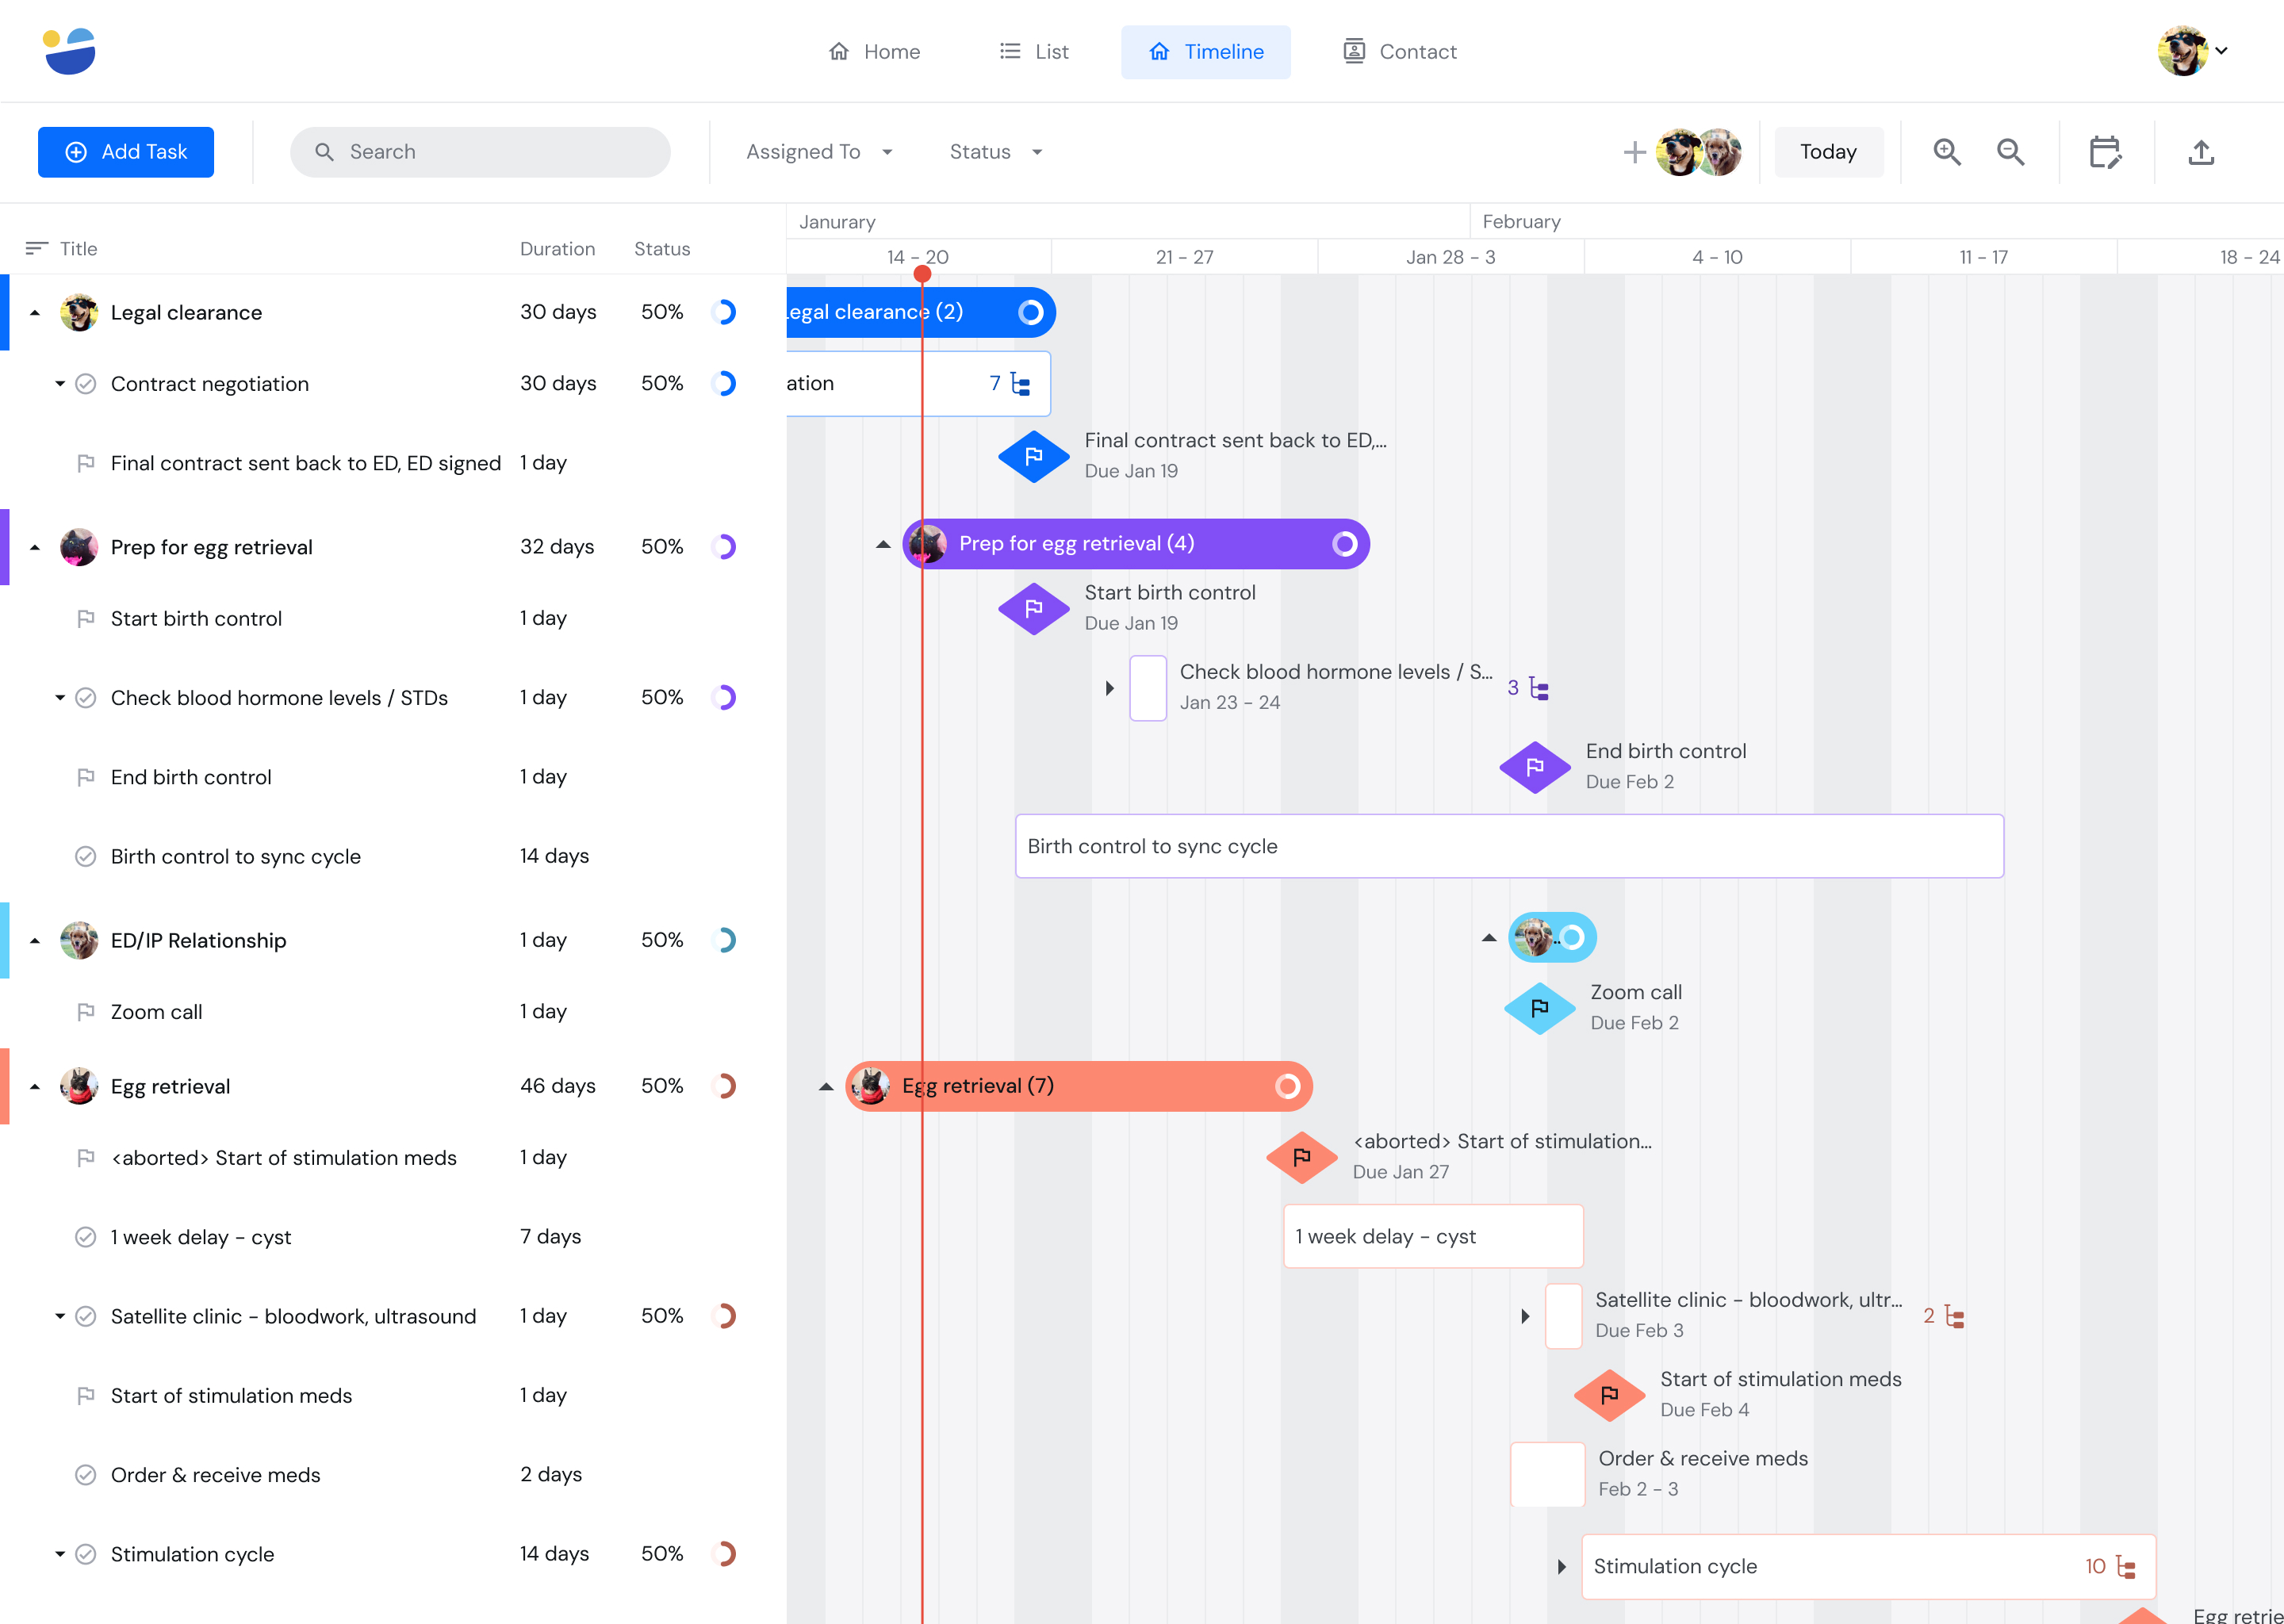 Home
List
Timeline
Contact
Add Task
Search
Assigned To
Status
Today
Title
Duration
Status
Janurary
February
14 – 20
21 – 27
Jan 28 – 3
4 – 10
11 – 17
18 – 24
Legal clearance
30 days
50%
egal clearance (2)
Contract negotiation
30 days
50%
ation
7
Final contract sent back to ED, ED signed
1 day
Final contract sent back to ED,...
Due Jan 19
Prep for egg retrieval
32 days
50%
Prep for egg retrieval (4)
Start birth control
1 day
Start birth control
Due Jan 19
Check blood hormone levels / STDs
1 day
50%
Check blood hormone levels / S...
Jan 23 – 24
3
End birth control
1 day
End birth control
Due Feb 2
Birth control to sync cycle
14 days
Birth control to sync cycle
ED/IP Relationship
1 day
50%
..
Zoom call
1 day
Zoom call
Due Feb 2
Egg retrieval
46 days
50%
Egg retrieval (7)
<aborted> Start of stimulation meds
1 day
<aborted> Start of stimulation...
Due Jan 27
1 week delay – cyst
7 days
1 week delay – cyst
Satellite clinic – bloodwork, ultrasound
1 day
50%
Satellite clinic – bloodwork, ultr...
Due Feb 3
2
Start of stimulation meds
1 day
Start of stimulation meds
Due Feb 4
Order & receive meds
2 days
Order & receive meds
Feb 2 – 3
Stimulation cycle
14 days
50%
Stimulation cycle
10
Egg retrie